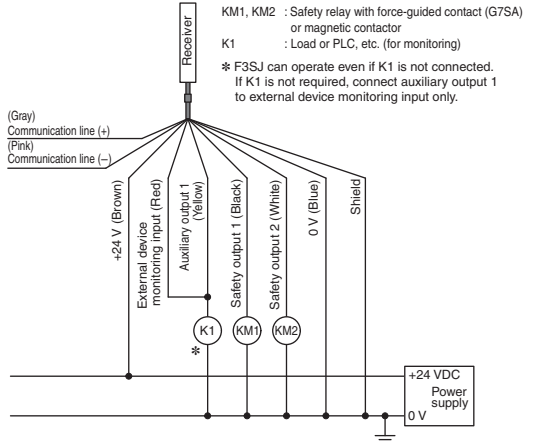 Receiver
KM1, KM2 : Safety relay with force-guided contact (G7SA)
or magnetic contactor
K1 : Load or PLC, etc. (for monitoring)
* F3SJ can operate even if K1 is not connected.
If K1 is not required, connect auxiliary output 1
to external device monitoring input only.
(Gray)
Communication line (+)
(Pink)
Communication line (−)
+24 V (Brown)
External device
monitoring input (Red)
Auxiliary output 1
(Yellow)
Safety output 1 (Black)
Safety output 2 (White)
0 V (Blue)
Shield
K1
KM1
KM2
*
+24 VDC
Power
supply
0 V